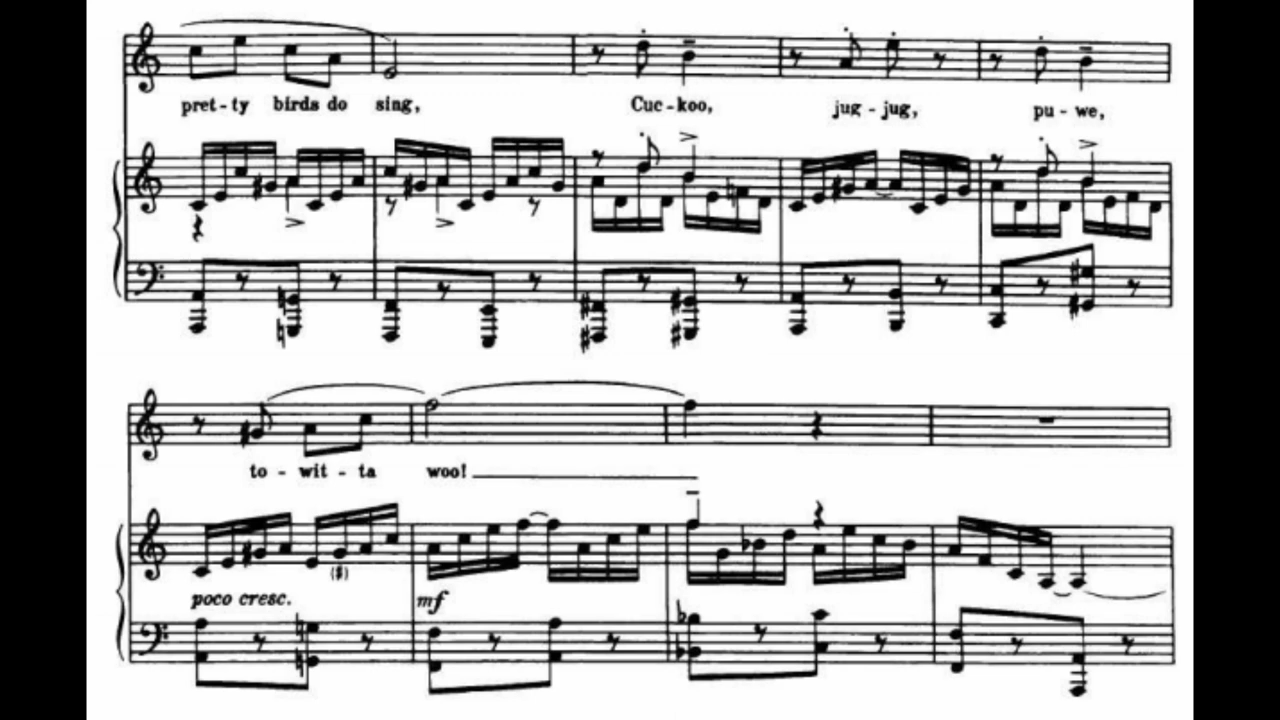 pret-ty birds do sing, Cuc-koo, jug-jug, pu-we,
to-wit-ta woo!
poco cresc. mf